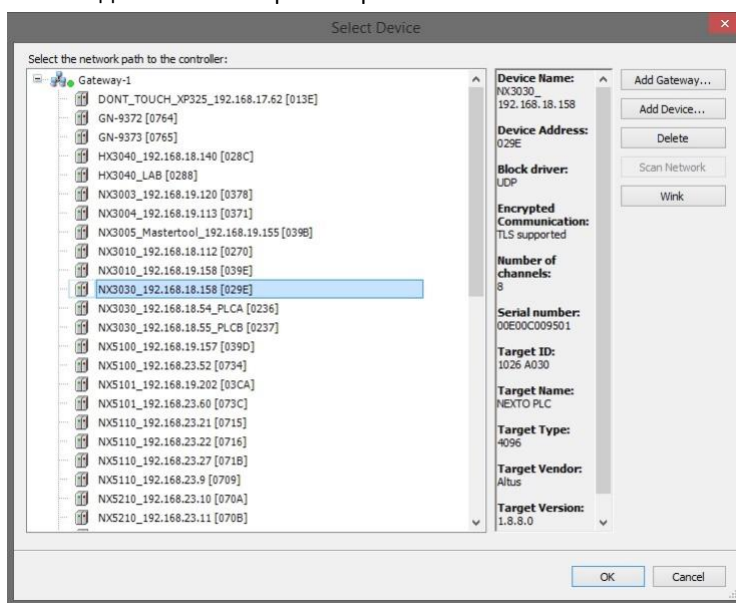 Select Device
Select the network path to the controller:
Gateway-1
DONT_TOUCH_XP325_192.168.17.62 [013E]
GN-9372 [0764]
GN-9373 [0765]
HX3040_192.168.18.140 [028C]
HX3040_LAB [0288]
NX3003_192.168.19.120 [0378]
NX3004_192.168.19.113 [0371]
NX3005_Mastertool_192.168.19.155 [039B]
NX3010_192.168.18.112 [0270]
NX3010_192.168.19.158 [039E]
NX3030_192.168.18.158 [029E]
NX3030_192.168.18.54_PLCA [0236]
NX3030_192.168.18.55_PLCB [0237]
NX5100_192.168.19.157 [039D]
NX5100_192.168.23.52 [0734]
NX5101_192.168.19.202 [03CA]
NX5101_192.168.23.60 [073C]
NX5110_192.168.23.21 [0715]
NX5110_192.168.23.22 [0716]
NX5110_192.168.23.27 [071B]
NX5110_192.168.23.9 [0709]
NX5210_192.168.23.10 [070A]
NX5210_192.168.23.11 [070B]
Device Name:
NX3030_
192.168.18.158
Device Address:
029E
Block driver:
UDP
Encrypted
Communication:
TLS supported
Number of
channels:
8
Serial number:
00E00C009501
Target ID:
1026 A030
Target Name:
NEXTO PLC
Target Type:
4096
Target Vendor:
Altus
Target Version:
1.8.8.0
Add Gateway...
Add Device...
Delete
Scan Network
Wink
OK
Cancel